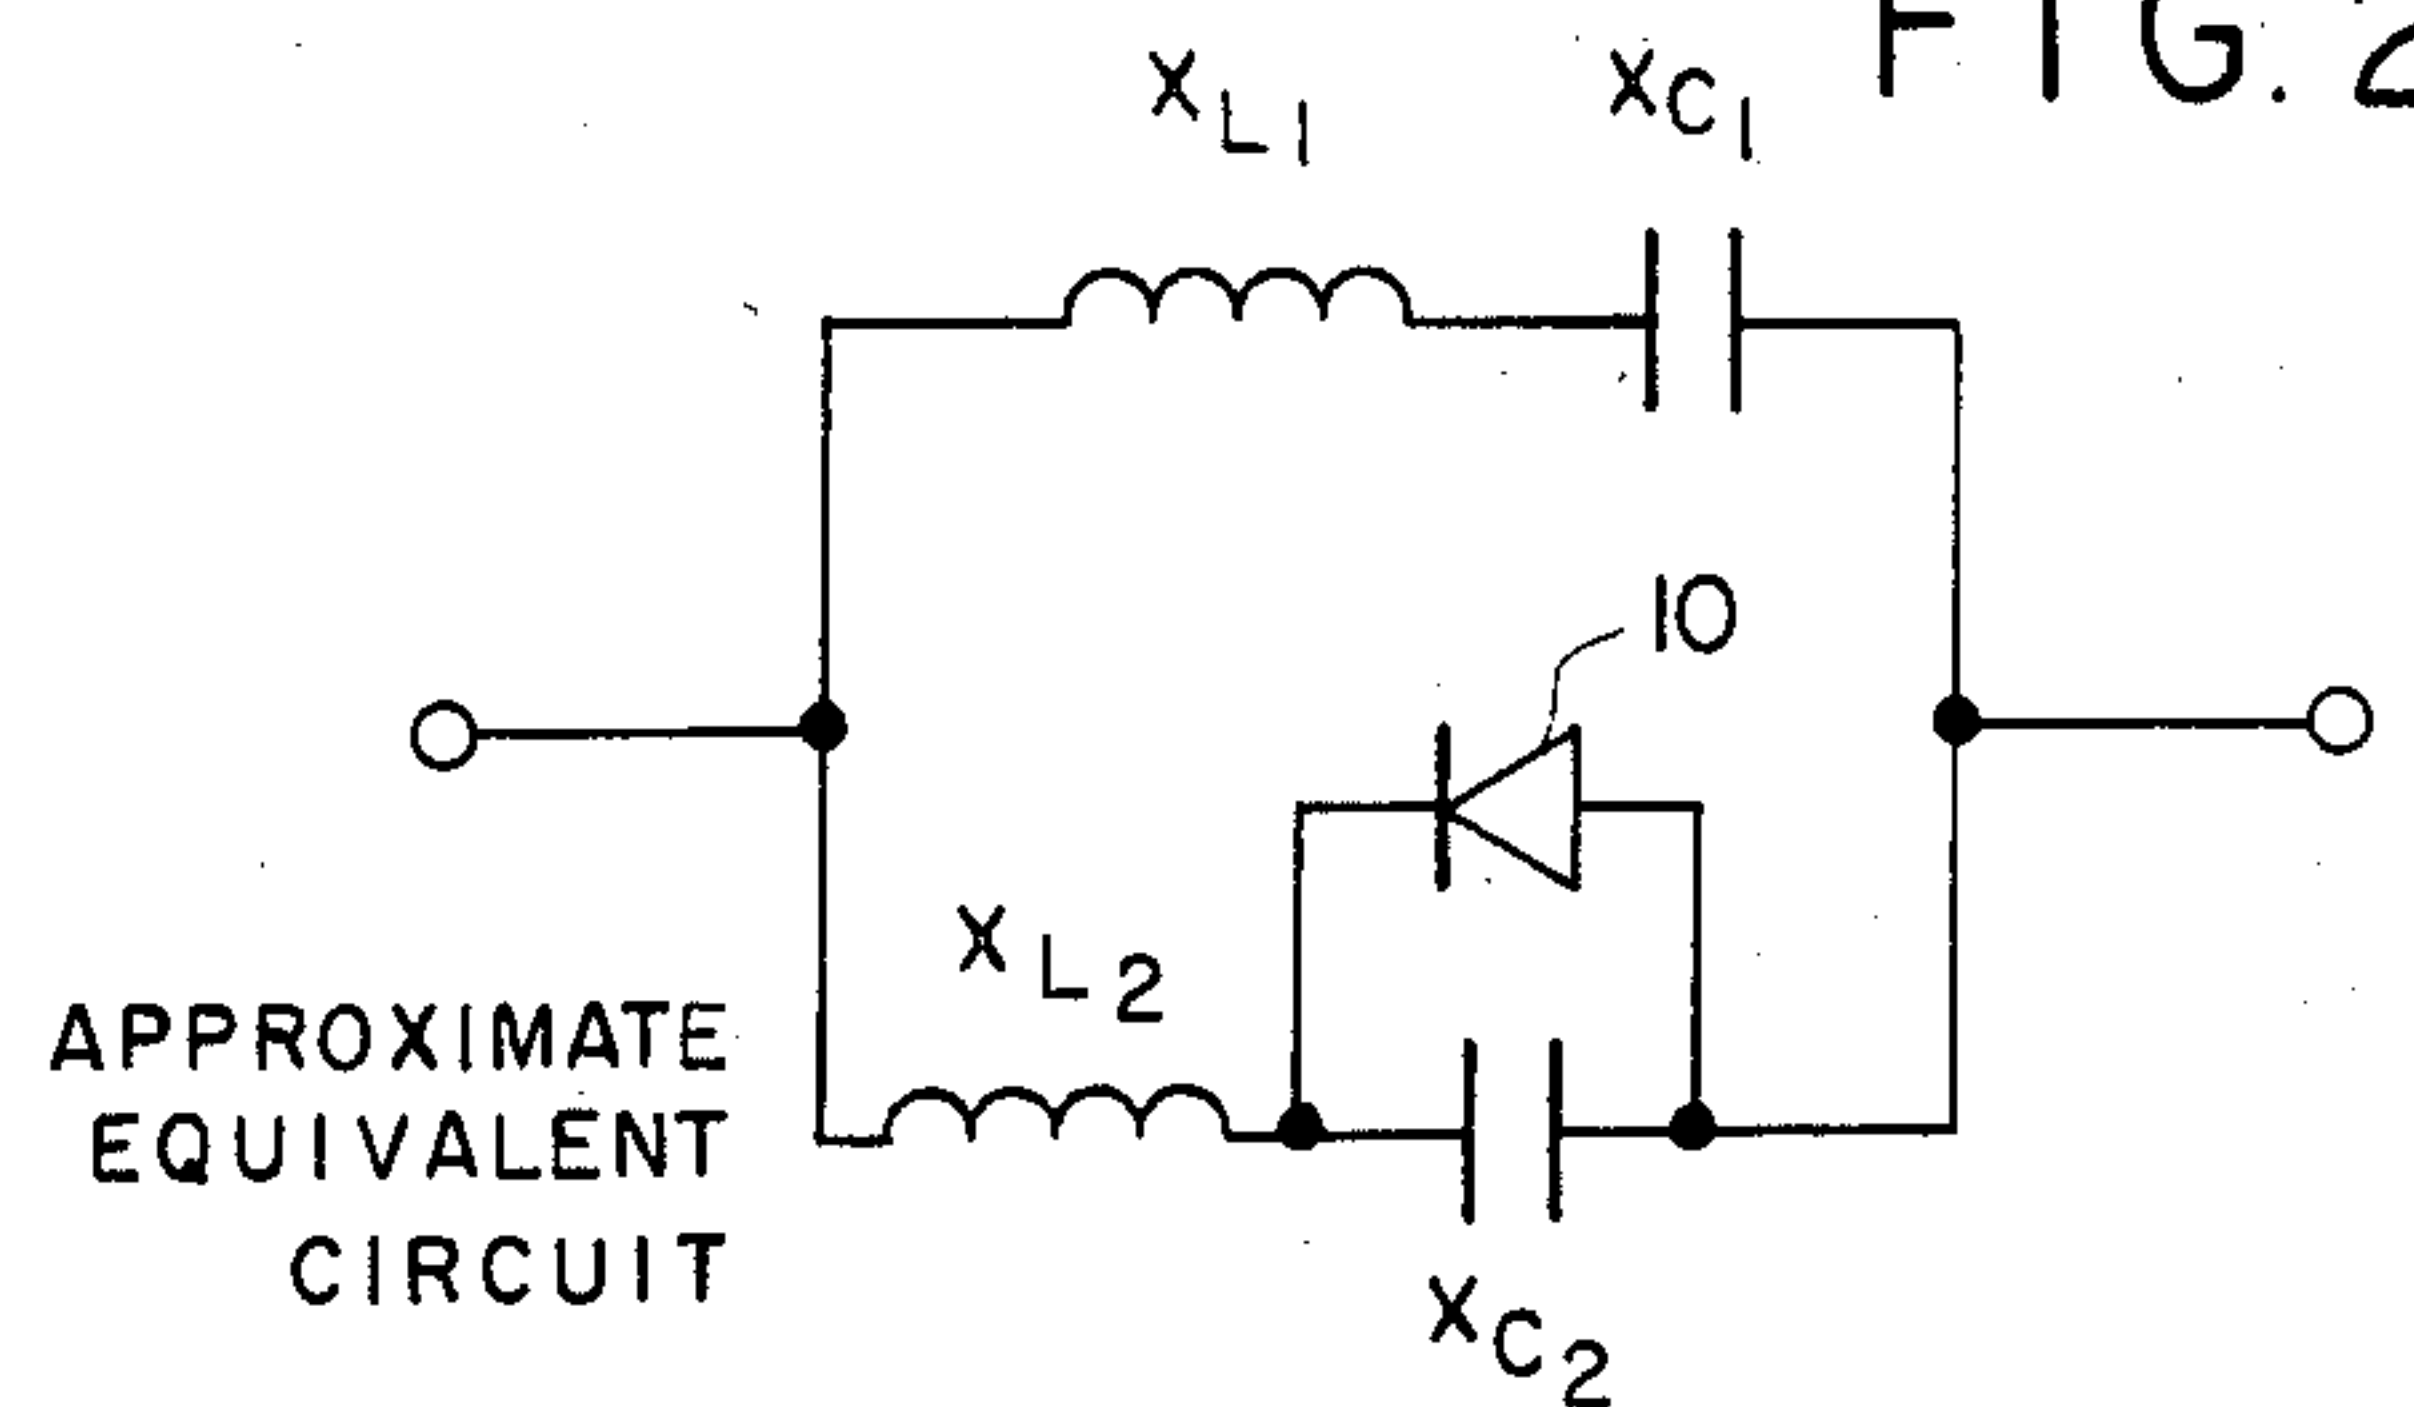 FIG. 2
XL1
XC1
10
XL2
APPROXIMATE
EQUIVALENT
CIRCUIT
XC2